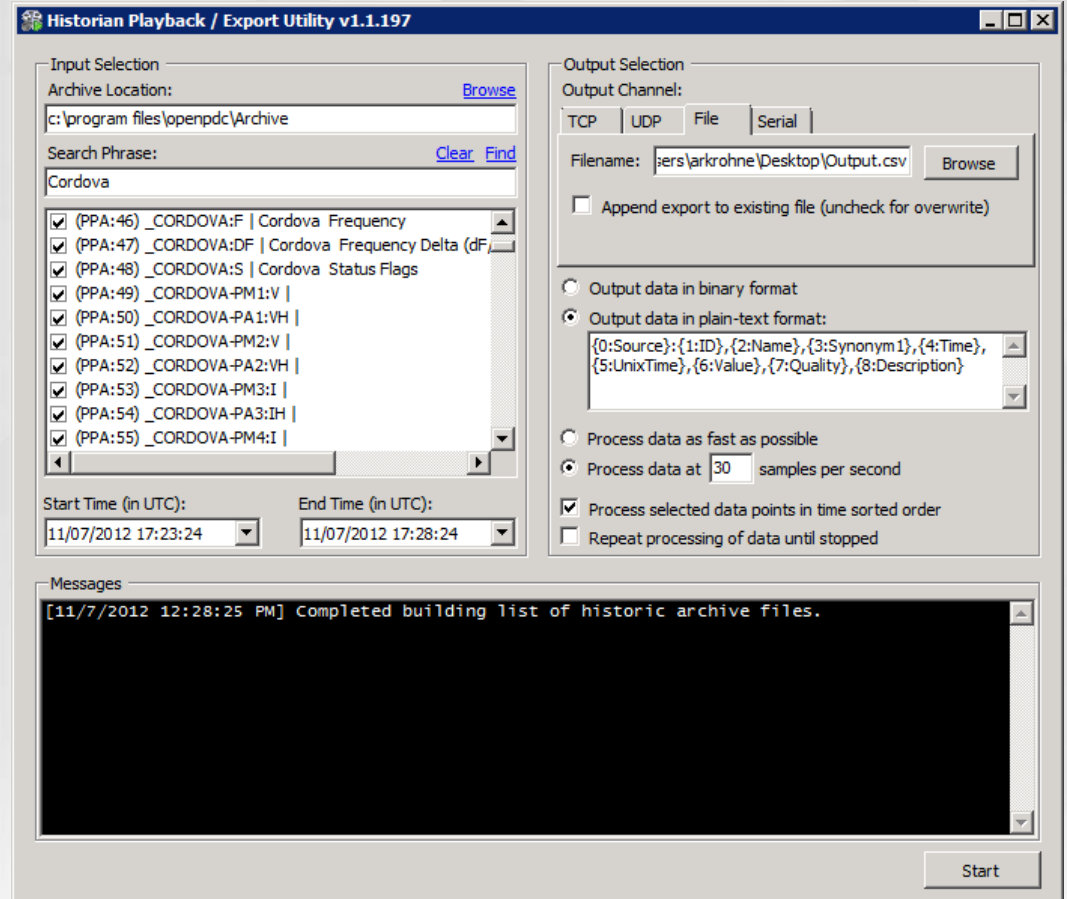 Historian Playback / Export Utility v1.1.197
Input Selection
Archive Location:
Browse
c:\program files\openpdc\Archive
Search Phrase:
Clear Find
Cordova
(PPA:46) _CORDOVA:F | Cordova  Frequency
(PPA:47) _CORDOVA:DF | Cordova  Frequency Delta (dF/
(PPA:48) _CORDOVA:S | Cordova  Status Flags
(PPA:49) _CORDOVA-PM1:V |
(PPA:50) _CORDOVA-PA1:VH |
(PPA:51) _CORDOVA-PM2:V |
(PPA:52) _CORDOVA-PA2:VH |
(PPA:53) _CORDOVA-PM3:I |
(PPA:54) _CORDOVA-PA3:IH |
(PPA:55) _CORDOVA-PM4:I |
Start Time (in UTC):
End Time (in UTC):
11/07/2012 17:23:24
11/07/2012 17:28:24
Output Selection
Output Channel:
TCP UDP File Serial
Filename:
sers\arkrohne\Desktop\Output.csv
Browse
Append export to existing file (uncheck for overwrite)
Output data in binary format
Output data in plain-text format:
{0:Source}:{1:ID},{2:Name},{3:Synonym1},{4:Time},
{5:UnixTime},{6:Value},{7:Quality},{8:Description}
Process data as fast as possible
Process data at 30 samples per second
Process selected data points in time sorted order
Repeat processing of data until stopped
Messages
[11/7/2012 12:28:25 PM] Completed building list of historic archive files.
Start